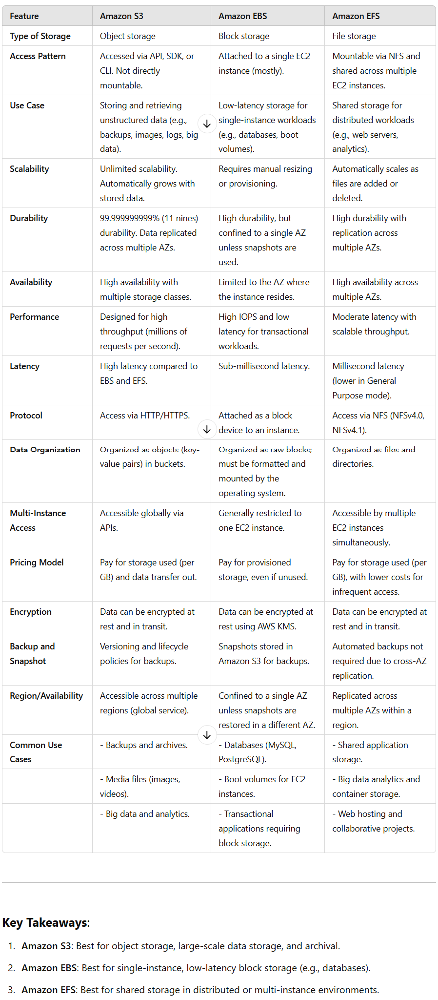 Feature
Amazon S3
Amazon EBS
Amazon EFS
Type of Storage
Object storage
Block storage
File storage
Access Pattern
Accessed via API, SDK, or
CLI. Not directly
mountable.
Attached to a single EC2
instance (mostly).
Mountable via NFS and
shared across multiple
EC2 instances.
Use Case
Storing and retrieving
unstructured data (e.g.,
backups, images, logs, big
data).
Low-latency storage for
single-instance workloads
(e.g., databases, boot
volumes).
Shared storage for
distributed workloads
(e.g., web servers,
analytics).
Scalability
Unlimited scalability.
Automatically grows with
stored data.
Requires manual resizing
or provisioning.
Automatically scales as
files are added or
deleted.
Durability
99.999999999% (11 nines)
durability. Data replicated
across multiple AZs.
High durability, but
confined to a single AZ
unless snapshots are
used.
High durability with
replication across
multiple AZs.
Availability
High availability with
multiple storage classes.
Limited to the AZ where
the instance resides.
High availability across
multiple AZs.
Performance
Designed for high
throughput (millions of
requests per second).
High IOPS and low
latency for transactional
workloads.
Moderate latency with
scalable throughput.
Latency
High latency compared to
EBS and EFS.
Sub-millisecond latency.
Millisecond latency
(lower in General
Purpose mode).
Protocol
Access via HTTP/HTTPS.
Attached as a block
device to an instance.
Access via NFS (NFSv4.0,
NFSv4.1).
Data Organization
Organized as objects (key-
value pairs) in buckets.
Organized as raw blocks;
must be formatted and
mounted by the
operating system.
Organized as files and
directories.
Multi-Instance
Access
Accessible globally via
APIs.
Generally restricted to
one EC2 instance.
Accessible by multiple
EC2 instances
simultaneously.
Pricing Model
Pay for storage used (per
GB) and data transfer out.
Pay for provisioned
storage, even if unused.
Pay for storage used (per
GB), with lower costs for
infrequent access.
Encryption
Data can be encrypted at
rest and in transit.
Data can be encrypted at
rest using AWS KMS.
Data can be encrypted at
rest and in transit.
Backup and
Snapshot
Versioning and lifecycle
policies for backups.
Snapshots stored in
Amazon S3 for backups.
Automated backups not
required due to cross-AZ
replication.
Region/Availability
Accessible across multiple
regions (global service).
Confined to a single AZ
unless snapshots are
restored in a different AZ.
Replicated across
multiple AZs within a
region.
Common Use
Cases
- Backups and archives.
- Databases (MySQL,
PostgreSQL).
- Shared application
storage.
- Media files (images,
videos).
- Boot volumes for EC2
instances.
- Big data analytics and
container storage.
- Big data and analytics.
- Transactional
applications requiring
block storage.
- Web hosting and
collaborative projects.
Key Takeaways:
1. Amazon S3: Best for object storage, large-scale data storage, and archival.
2. Amazon EBS: Best for single-instance, low-latency block storage (e.g., databases).
3. Amazon EFS: Best for shared storage in distributed or multi-instance environments.